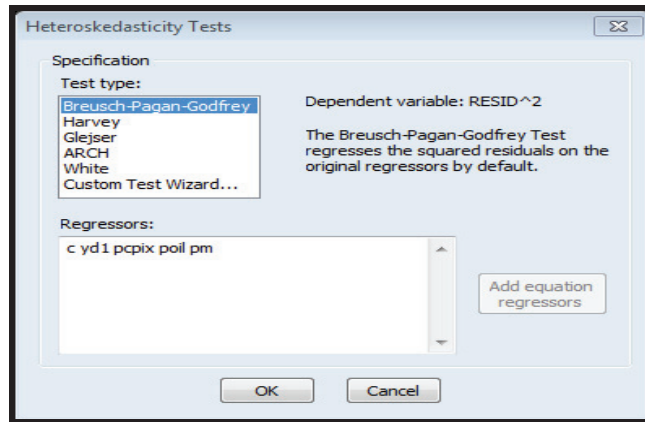 Heteroskedasticity Tests
Specification
Test type:
Breusch-Pagan-Godfrey
Harvey
Glejser
ARCH
White
Custom Test Wizard...
Dependent variable: RESID^2
The Breusch-Pagan-Godfrey Test
regresses the squared residuals on the
original regressors by default.
Regressors:
c yd1 pcpix poil pm
Add equation
regressors
OK
Cancel